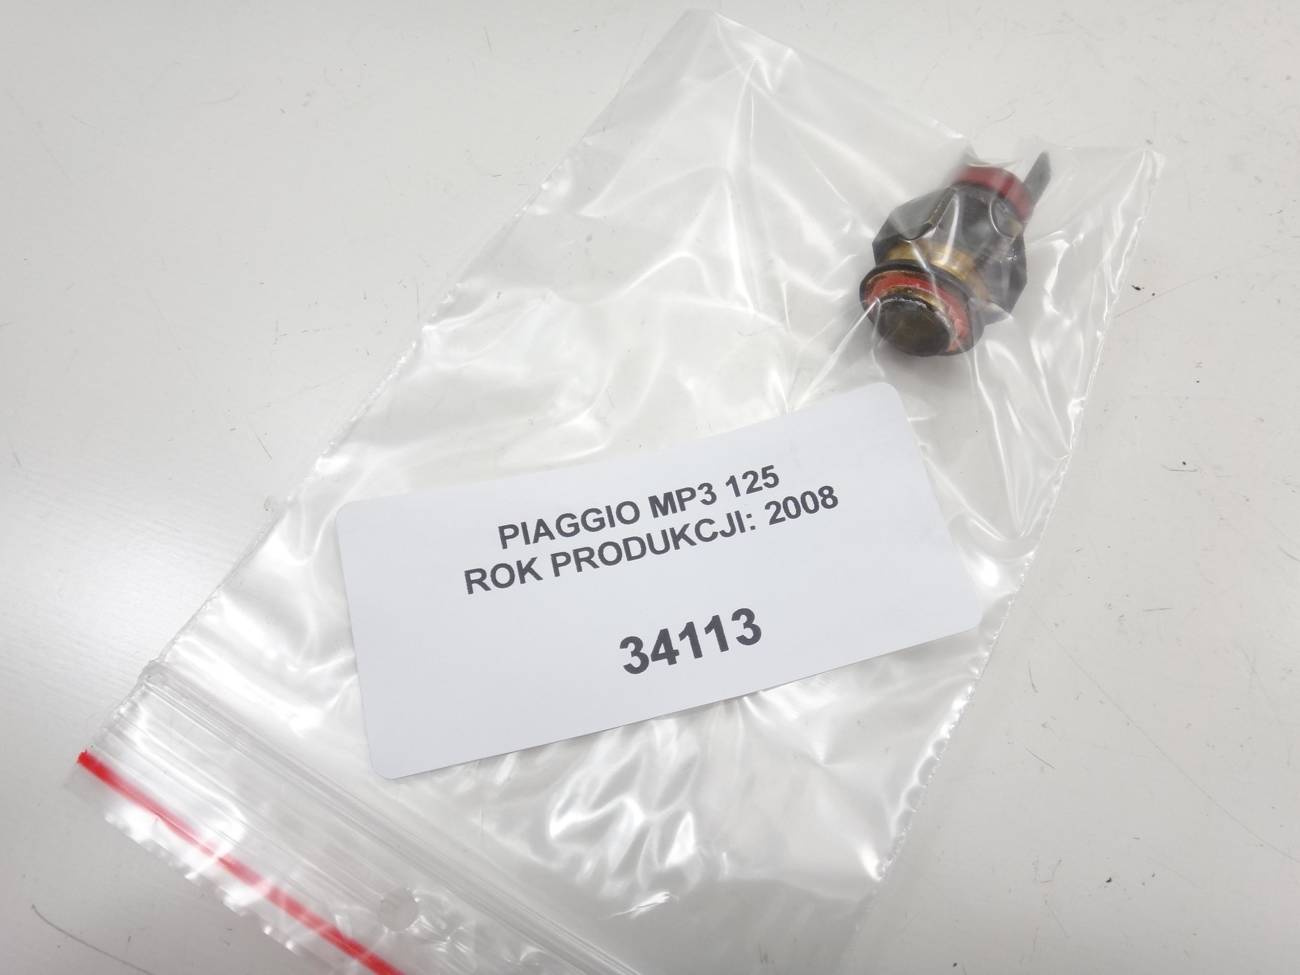 PIAGGIO MP3 125
ROK PRODUKCJI: 2008
34113